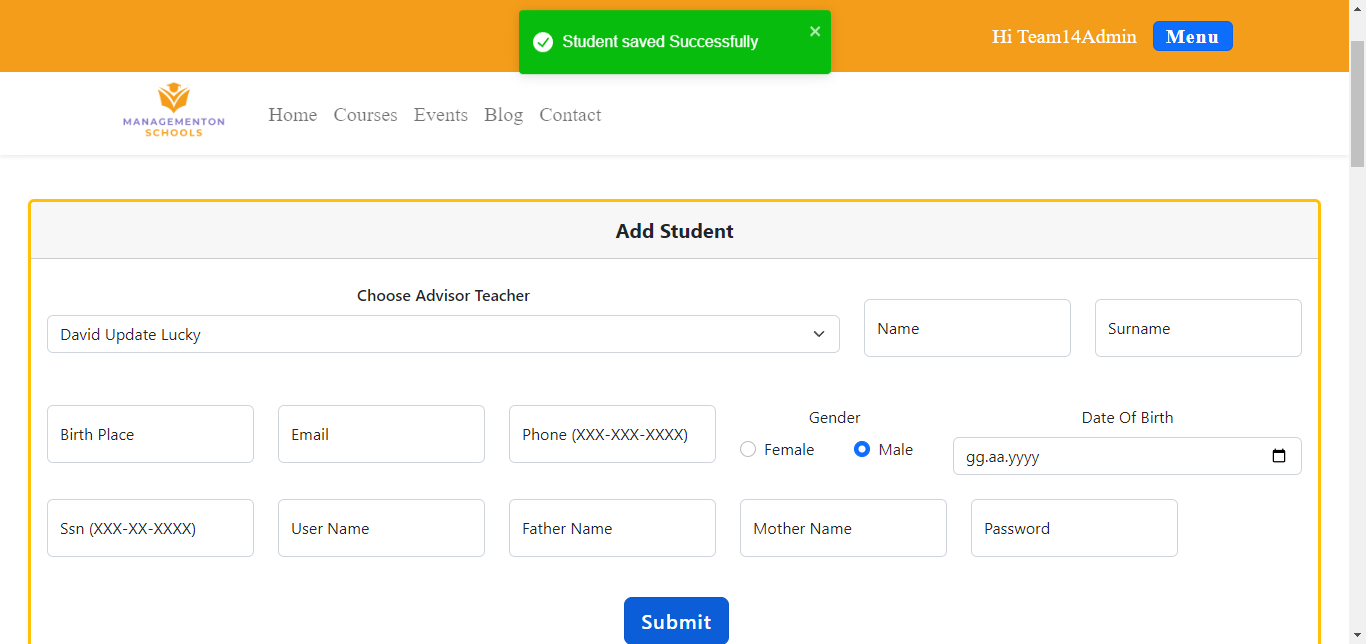 Student saved Successfully
Hi Team14Admin
Menu
MANAGEMENTON
SCHOOLS
Home Courses Events Blog Contact
Add Student
Choose Advisor Teacher
David Update Lucky
Name
Surname
Birth Place
Email
Phone (XXX-XXX-XXXX)
Gender
Female
Male
Date Of Birth
gg.aa.yyyy
Ssn (XXX-XX-XXXX)
User Name
Father Name
Mother Name
Password
Submit